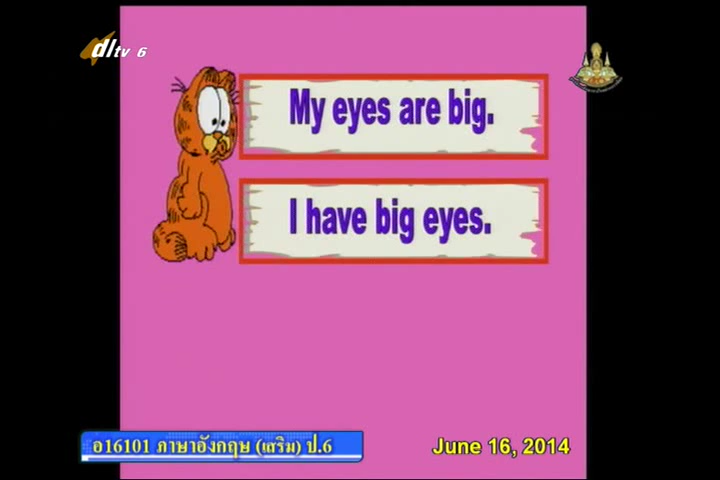 dltv 6
My eyes are big.
I have big eyes.
อ16101 ภาษาอังกฤษ (เสริม) ป.6
June 16, 2014